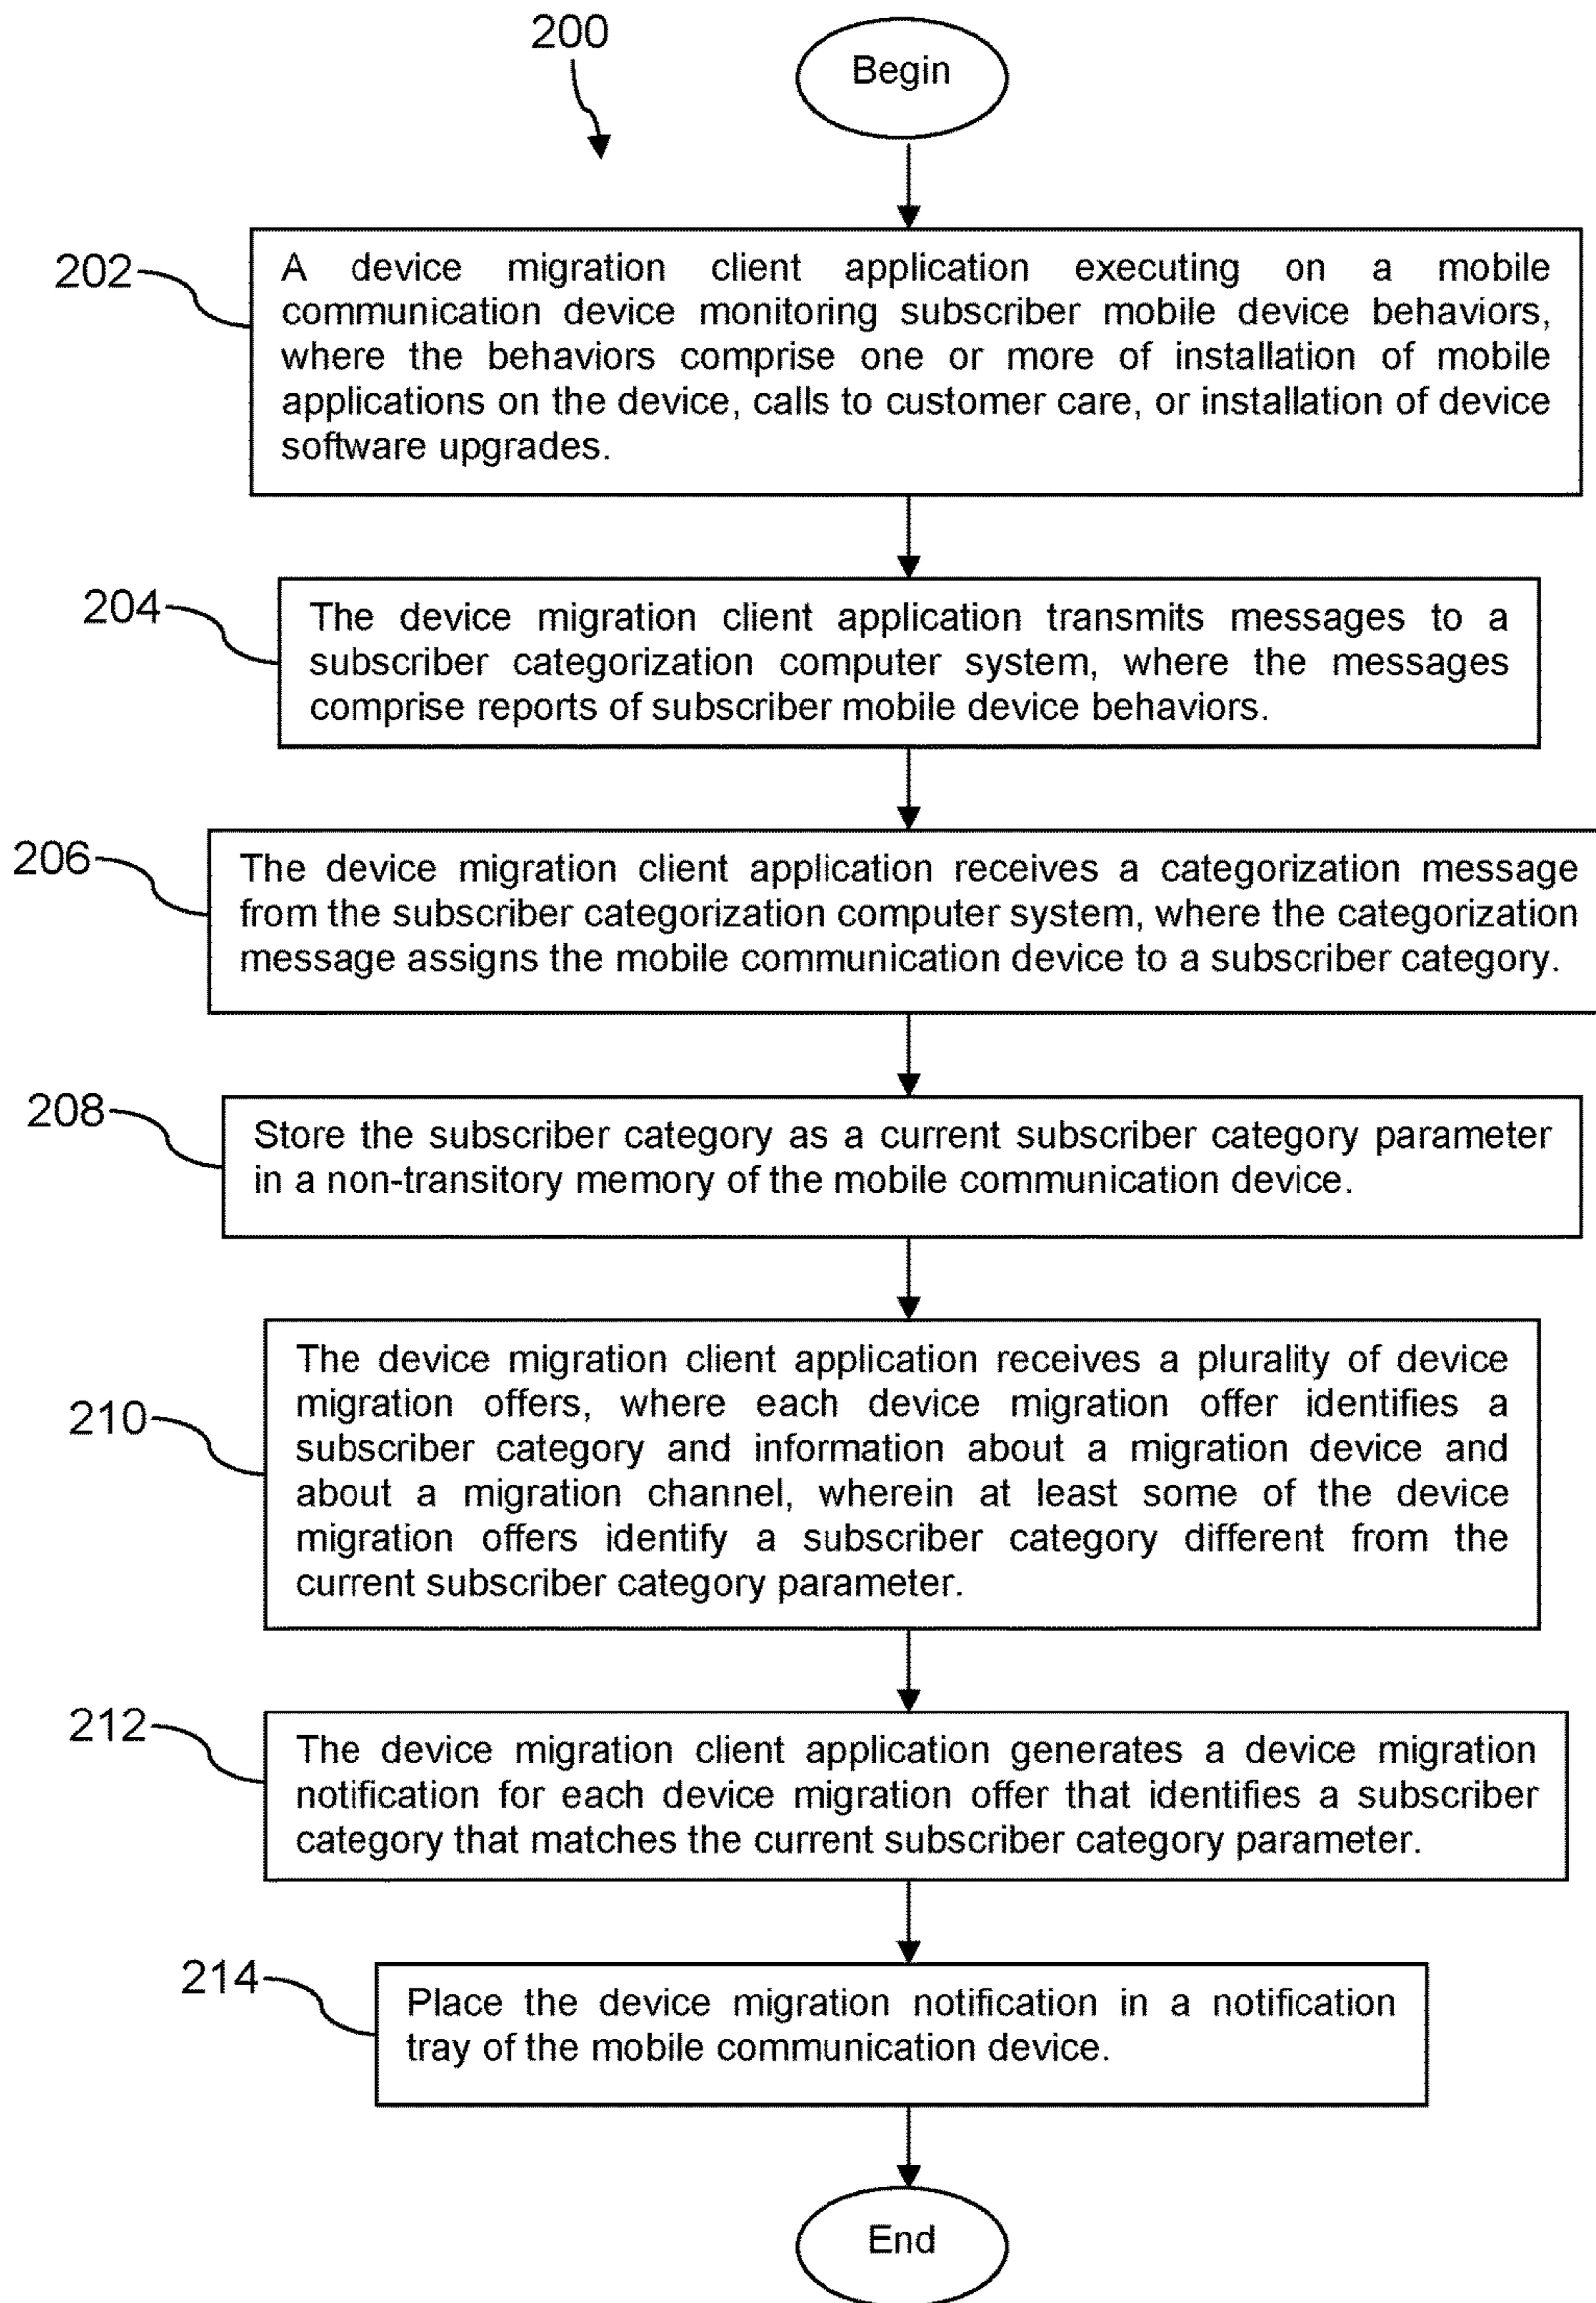 200
Begin
202
A device migration client application executing on a mobile
communication device monitoring subscriber mobile device behaviors,
where the behaviors comprise one or more of installation of mobile
applications on the device, calls to customer care, or installation of device
software upgrades.
204
The device migration client application transmits messages to a
subscriber categorization computer system, where the messages
comprise reports of subscriber mobile device behaviors.
206
The device migration client application receives a categorization message
from the subscriber categorization computer system, where the categorization
message assigns the mobile communication device to a subscriber category.
208
Store the subscriber category as a current subscriber category parameter
in a non-transitory memory of the mobile communication device.
210
The device migration client application receives a plurality of device
migration offers, where each device migration offer identifies a
subscriber category and information about a migration device and
about a migration channel, wherein at least some of the device
migration offers identify a subscriber category different from the
current subscriber category parameter.
212
The device migration client application generates a device migration
notification for each device migration offer that identifies a subscriber
category that matches the current subscriber category parameter.
214
Place the device migration notification in a notification
tray of the mobile communication device.
End